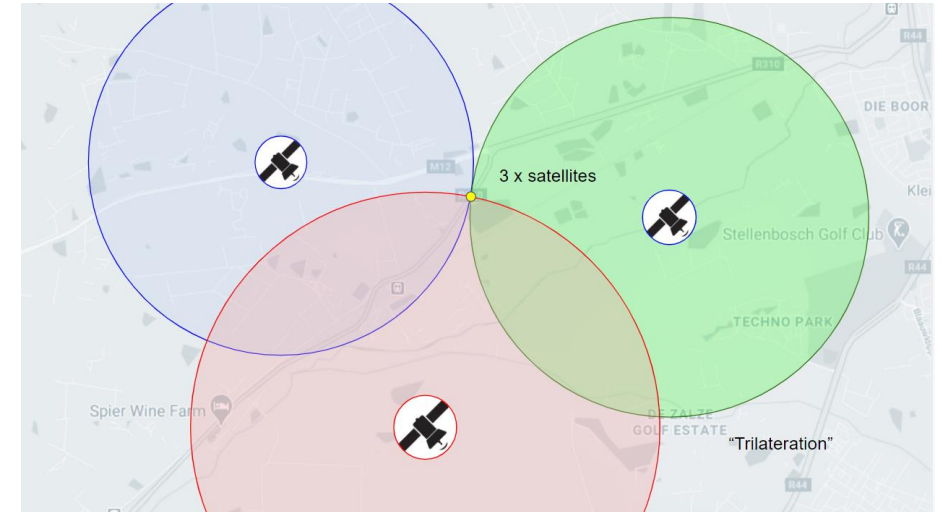 R44
R310
DIE BOOR
M12
3 x satellites
Klei
Stellenbosch Golf Club
R44
TECHNO PARK
Spier Wine Farm
DE ZALZE
GOLF ESTATE
“Trilateration”
R44